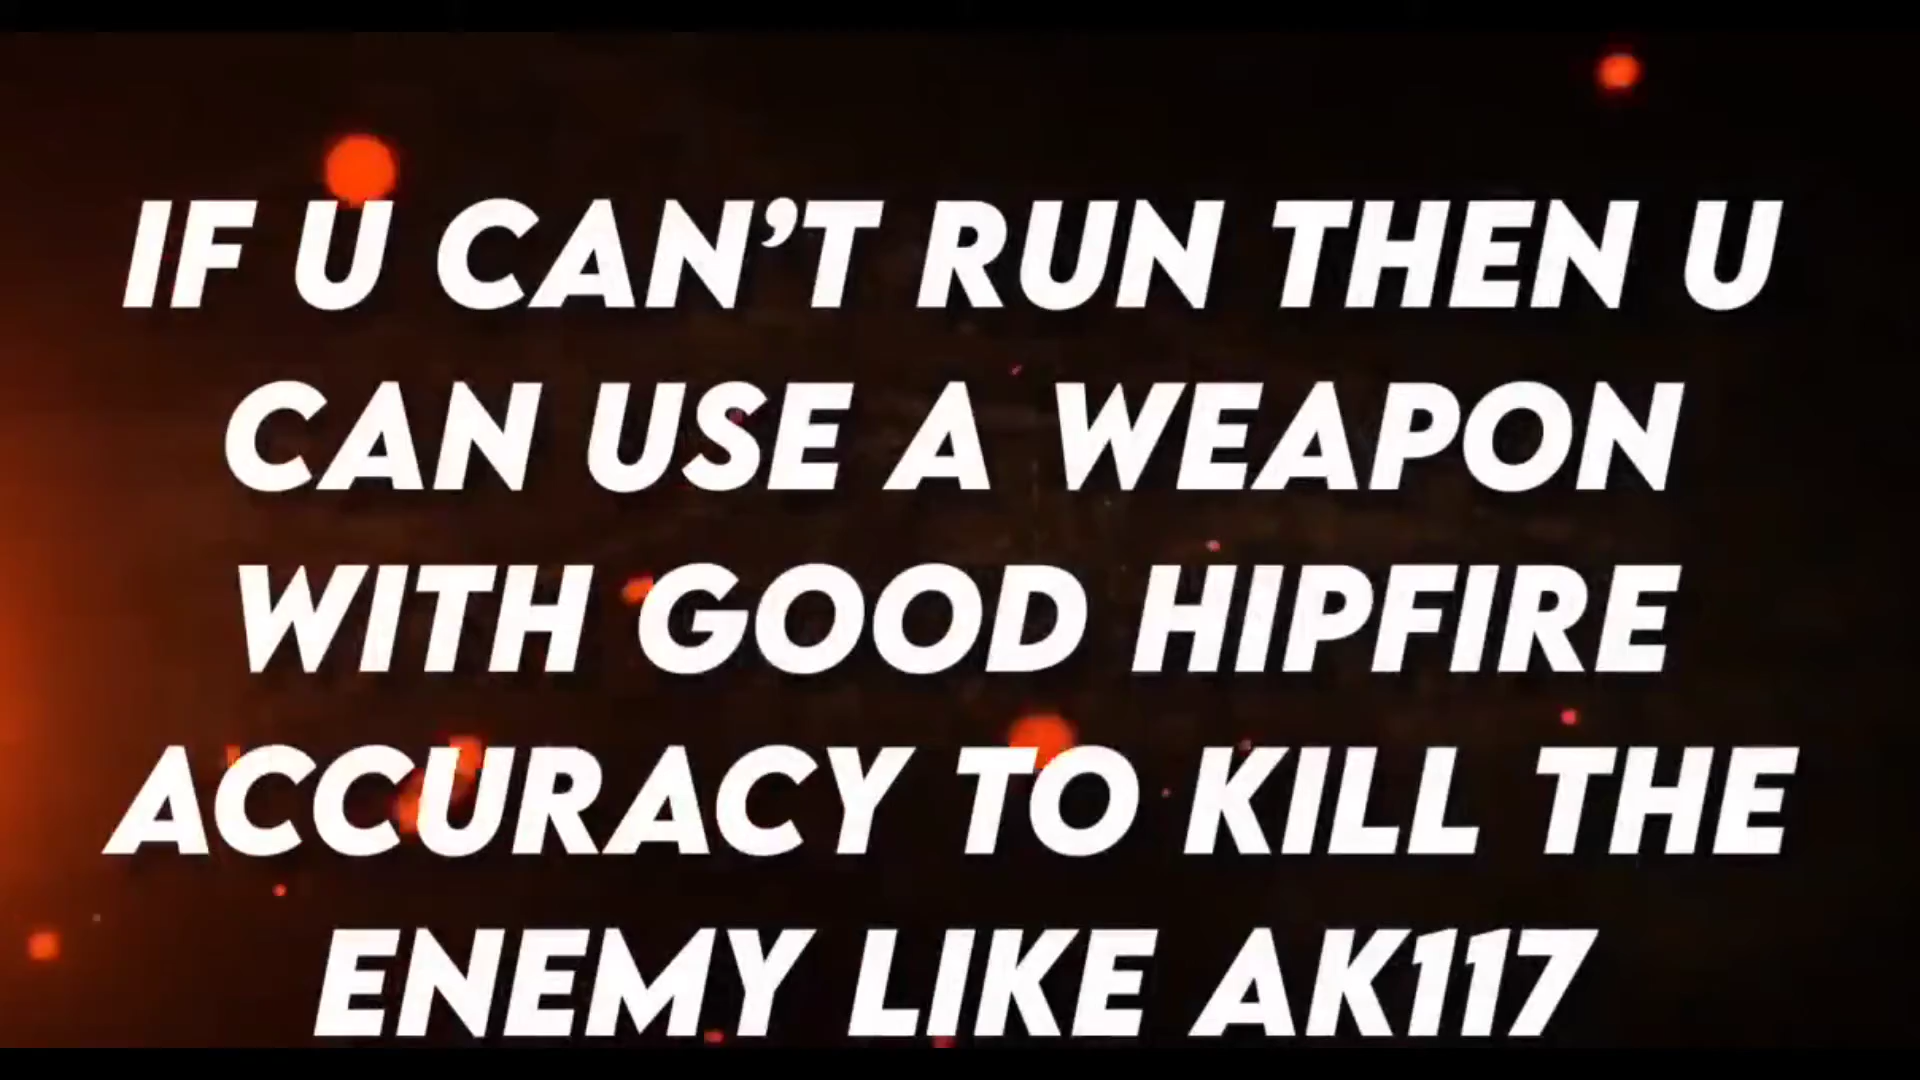 IF U CAN’T RUN THEN U
CAN USE A WEAPON
WITH GOOD HIPFIRE
ACCURACY TO KILL THE
ENEMY LIKE AK117